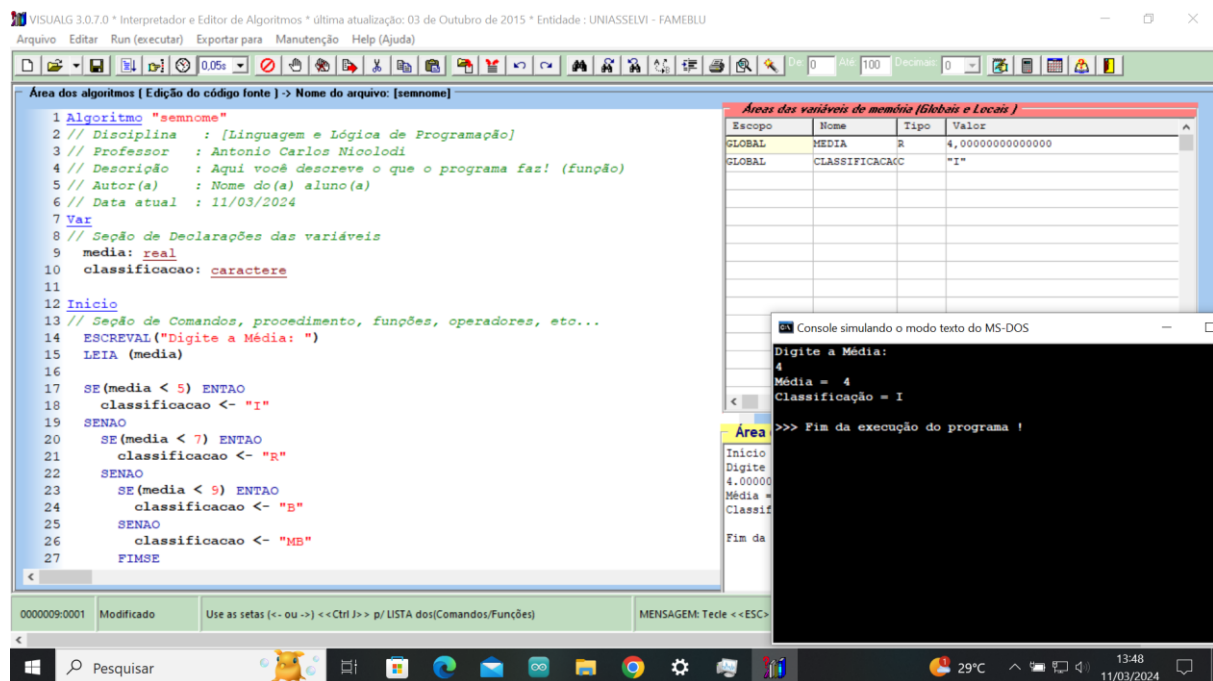 VISUALG 3.0.7.0 * Interpretador e Editor de Algoritmos * última atualização: 03 de Outubro de 2015 * Entidade : UNIASSELVI - FAMEBLU
Arquivo Editar Run (executar) Exportar para Manutenção Help (Ajuda)
0,05s De 0 Até 100 Decimais 0
Área dos algoritmos ( Edição do código fonte ) -> Nome do arquivo: [semnome]
1 Algoritmo "semnome"
2 // Disciplina : [Linguagem e Lógica de Programação]
3 // Professor : Antonio Carlos Nicolodi
4 // Descrição : Aqui você descreve o que o programa faz! (função)
5 // Autor(a) : Nome do(a) aluno(a)
6 // Data atual : 11/03/2024
7 Var
8 // Seção de Declarações das variáveis
9 media: real
10 classificacao: caractere
11
12 Inicio
13 // Seção de Comandos, procedimento, funções, operadores, etc...
14 ESCREVAL("Digite a Média: ")
15 LEIA (media)
16
17 SE(media < 5) ENTAO
18 classificacao <- "I"
19 SENAO
20 SE(media < 7) ENTAO
21 classificacao <- "R"
22 SENAO
23 SE(media < 9) ENTAO
24 classificacao <- "B"
25 SENAO
26 classificacao <- "MB"
27 FIMSE
Áreas das variáveis de memória (Globais e Locais )
Escopo Nome Tipo Valor
GLOBAL MEDIA R 4,00000000000000
GLOBAL CLASSIFICACAO C "I"
Console simulando o modo texto do MS-DOS
Digite a Média:
4
Média = 4
Classificação = I
>>> Fim da execução do programa !
Área
Início
Digite
4.00000
Média =
Classif
Fim da
0000009:0001 Modificado Use as setas (<- ou ->) <<Ctrl J>> p/ LISTA dos(Comandos/Funções) MENSAGEM: Tecle <<ESC>
Pesquisar 29°C 13:48
11/03/2024